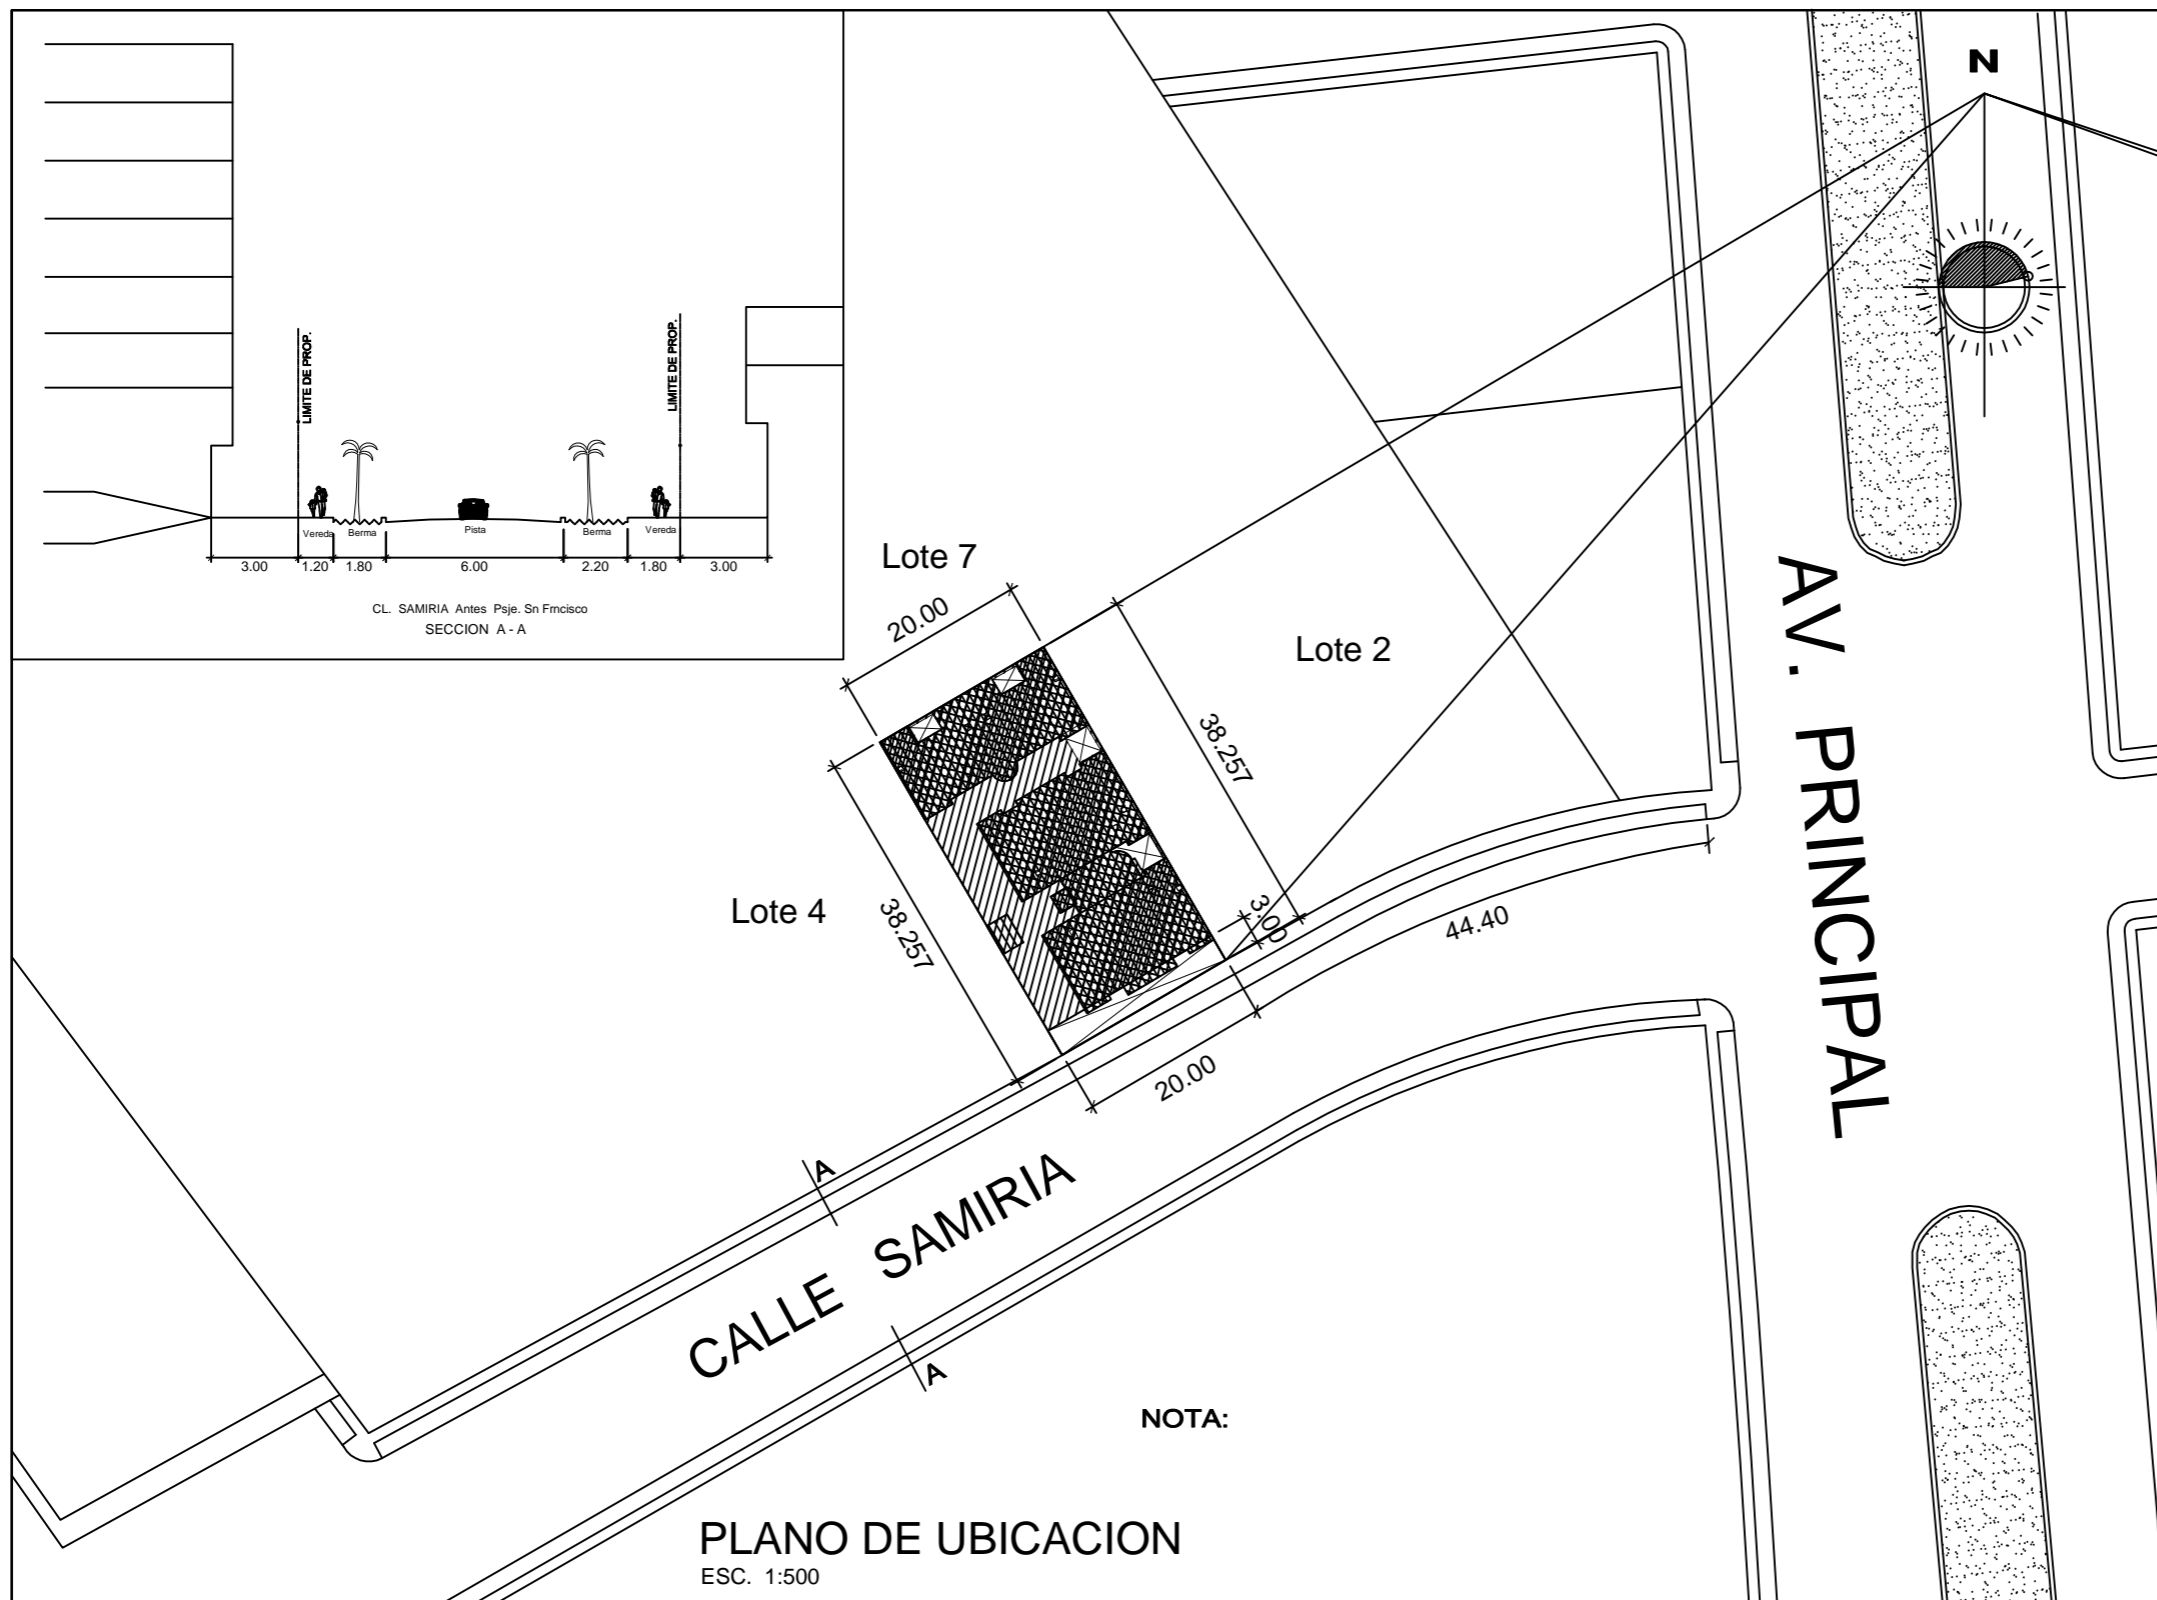 N
LIMITE DE PROP.
LIMITE DE PROP.
Vereda
Berma
Pista
Berma
Vereda
3.00
1.20
1.80
6.00
2.20
1.80
3.00
CL. SAMIRIA Antes Psje. Sn Frncisco
SECCION A - A
Lote 7
20.00
Lote 2
38.257
Lote 4
38.257
3.00
44.40
20.00
AV. PRINCIPAL
A
CALLE SAMIRIA
A
NOTA:
PLANO DE UBICACION
ESC. 1:500